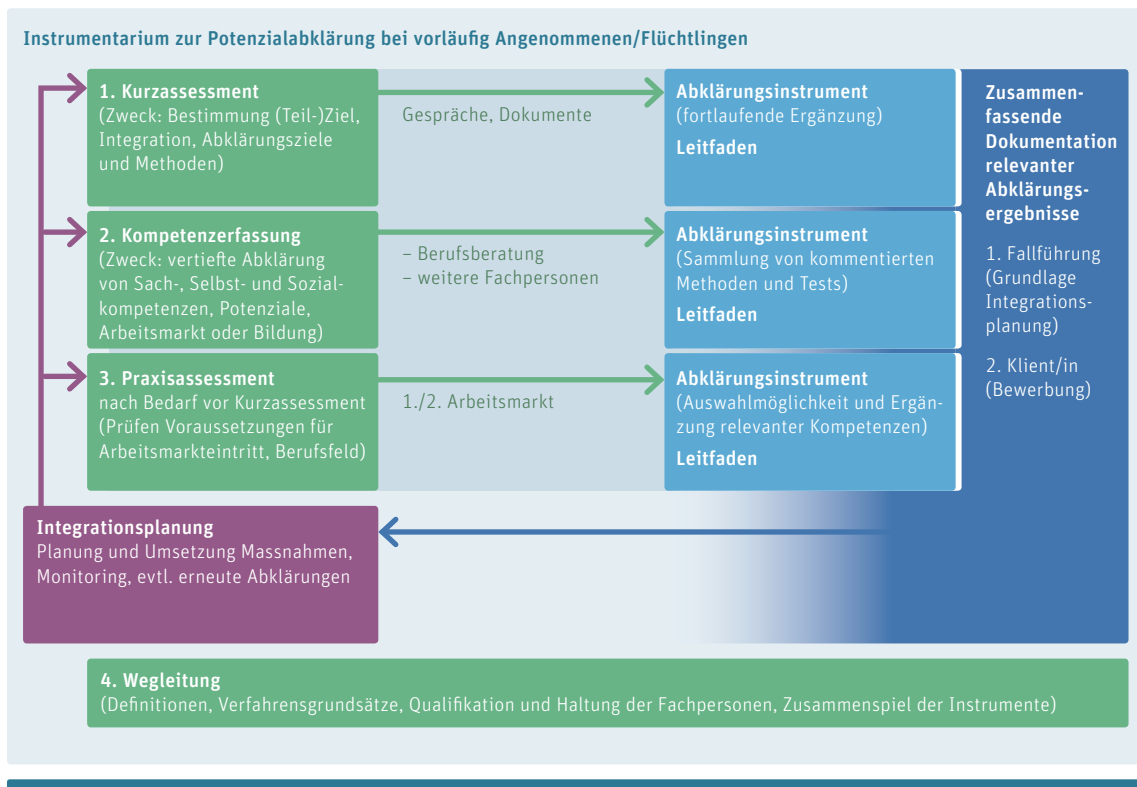 Instrumentarium zur Potenzialabklärung bei vorläufig Angenommenen/Flüchtlingen
1. Kurzassessment
(Zweck: Bestimmung (Teil-)Ziel,
Integration, Abklärungsziele
und Methoden)
Gespräche, Dokumente
Abklärungsinstrument
(fortlaufende Ergänzung)
Leitfaden
2. Kompetenzerfassung
(Zweck: vertiefte Abklärung
von Sach-, Selbst- und Sozial-
kompetenzen, Potenziale,
Arbeitsmarkt oder Bildung)
– Berufsberatung
– weitere Fachpersonen
Abklärungsinstrument
(Sammlung von kommentierten
Methoden und Tests)
Leitfaden
3. Praxisassessment
nach Bedarf vor Kurzassessment
(Prüfen Voraussetzungen für
Arbeitsmarkteintritt, Berufsfeld)
1./2. Arbeitsmarkt
Abklärungsinstrument
(Auswahlmöglichkeit und Ergän-
zung relevanter Kompetenzen)
Leitfaden
Zusammen-
fassende
Dokumentation
relevanter
Abklärungs-
ergebnisse
1. Fallführung
(Grundlage
Integrations-
planung)
2. Klient/in
(Bewerbung)
Integrationsplanung
Planung und Umsetzung Massnahmen,
Monitoring, evtl. erneute Abklärungen
4. Wegleitung
(Definitionen, Verfahrensgrundsätze, Qualifikation und Haltung der Fachpersonen, Zusammenspiel der Instrumente)